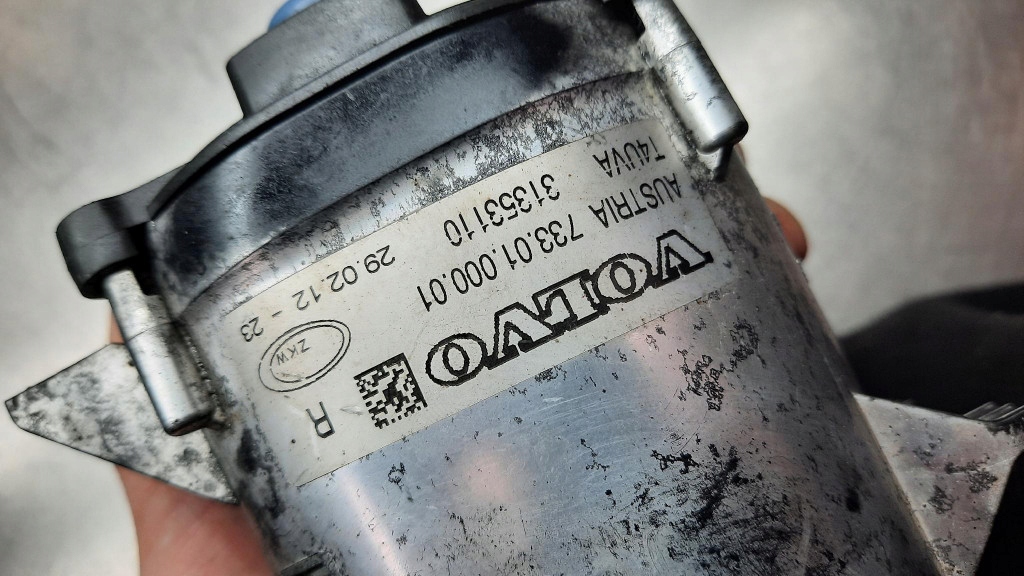 VOLVO R
AUSTRIA 733.01.000.01 ZKW
31353110 29.02.12 - 23
T4UVA